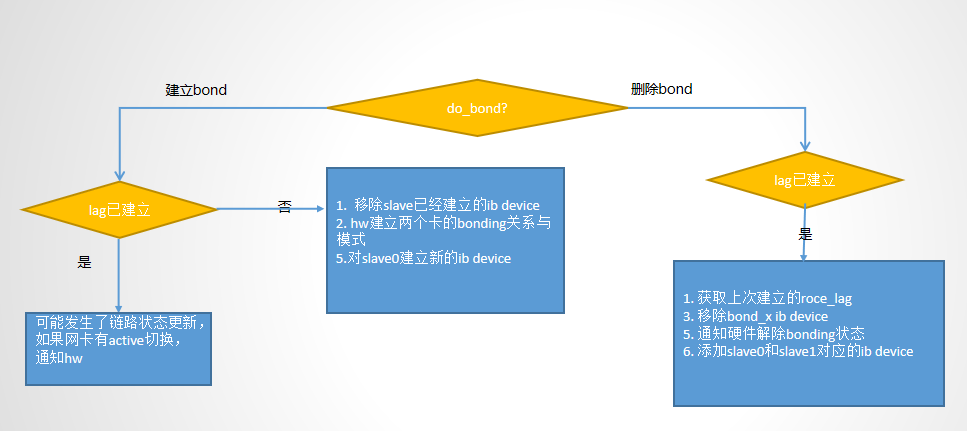 建立bond
do_bond?
删除bond
lag已建立
否
是
可能发生了链路状态更新，
如果网卡有active切换，
通知hw
1. 移除slave已经建立的ib device
2. hw建立两个卡的bonding关系与
模式
5.对slave0建立新的ib device
lag已建立
是
1. 获取上次建立的roce_lag
3. 移除bond_x ib device
5. 通知硬件解除bonding状态
6. 添加slave0和slave1对应的ib device